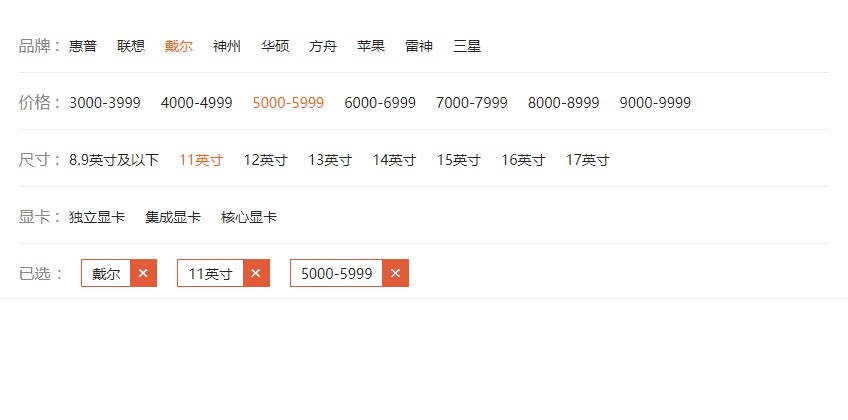 品牌： 惠普 联想 戴尔 神州 华硕 方舟 苹果 雷神 三星
价格： 3000-3999 4000-4999 5000-5999 6000-6999 7000-7999 8000-8999 9000-9999
尺寸： 8.9英寸及以下 11英寸 12英寸 13英寸 14英寸 15英寸 16英寸 17英寸
显卡： 独立显卡 集成显卡 核心显卡
已选： 戴尔 ✕ 11英寸 ✕ 5000-5999 ✕